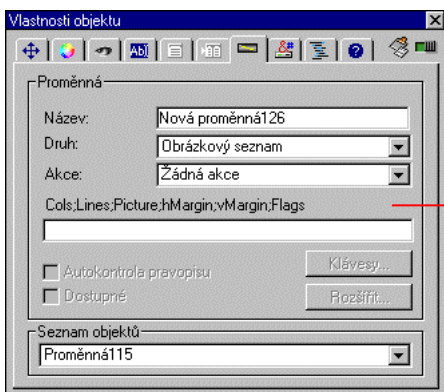 Vlastnosti objektu
Proměnná
Název: Nová proměnná126
Druh: Obrázkový seznam
Akce: Žádná akce
Cols;Lines;Picture;hMargin;vMargin;Flags
Autokontrola pravopisu
Klávesy...
Dostupné
Rozšířit...
Seznam objektů
Proměnná115